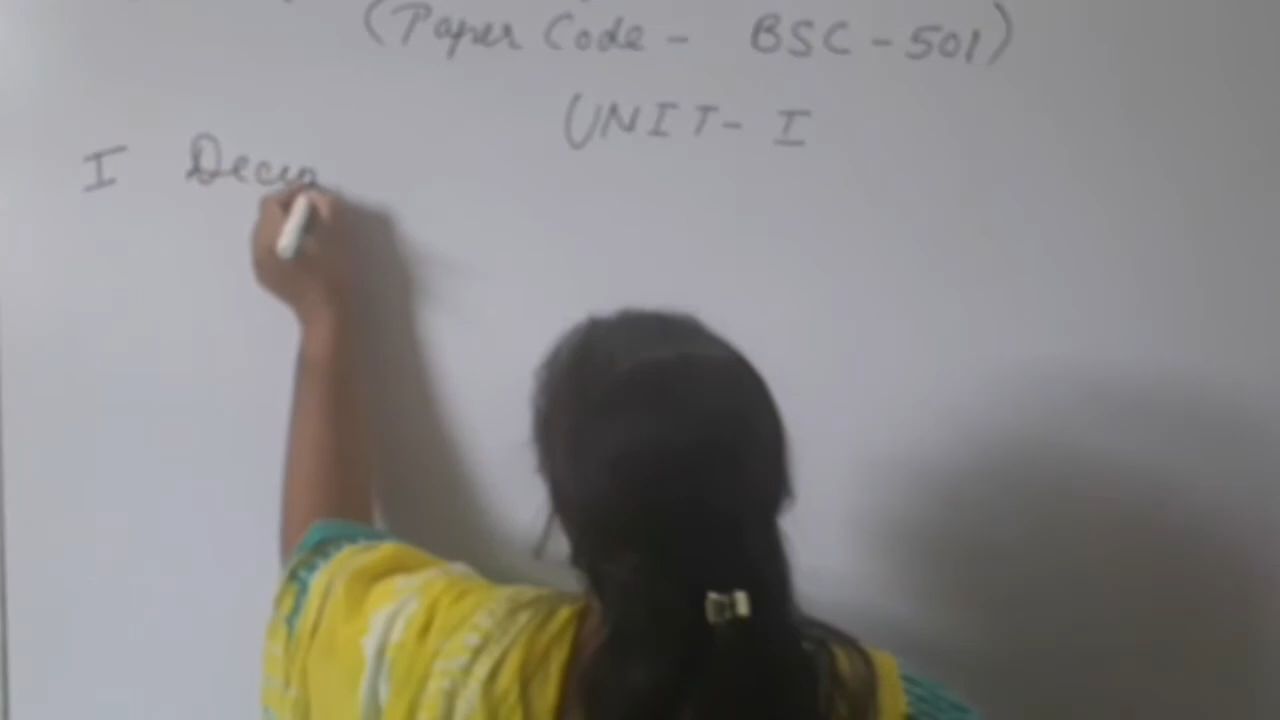 (Paper Code - BSC-501)
UNIT- I
I